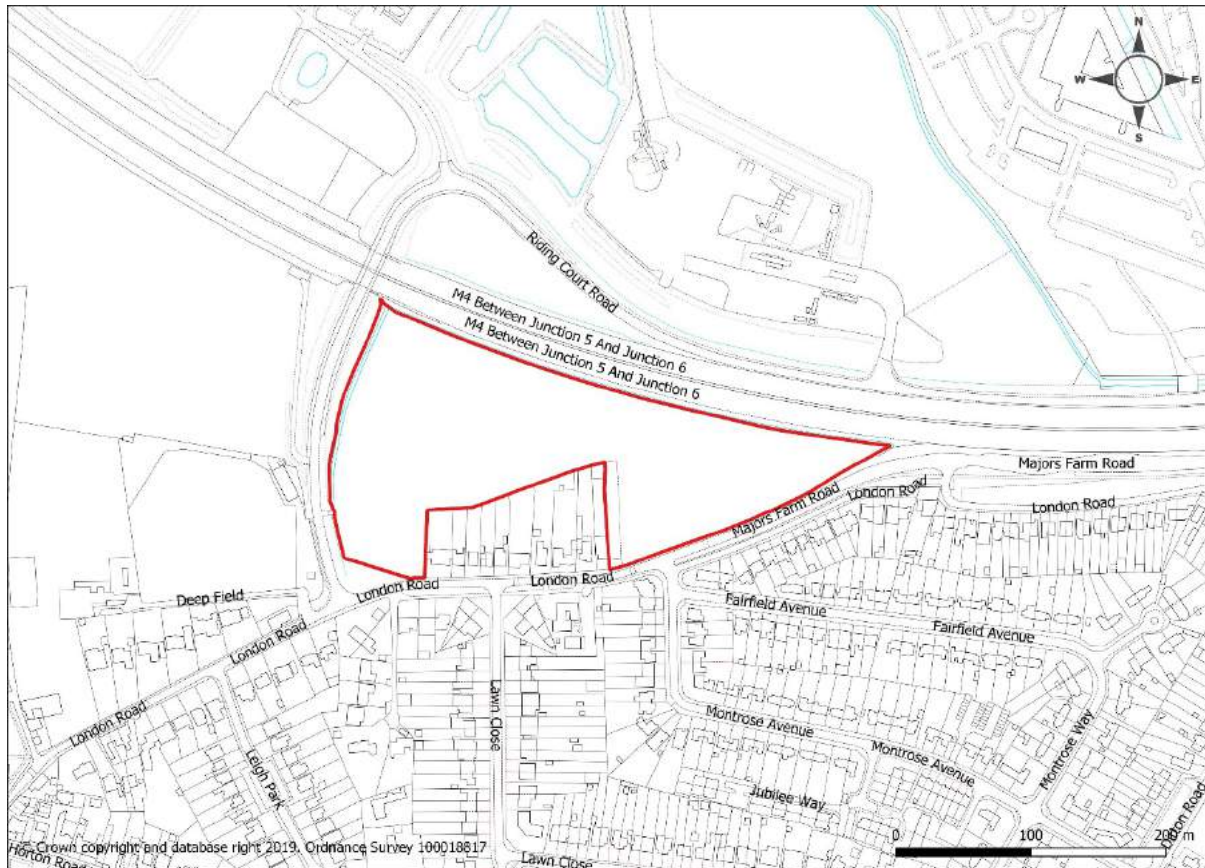 N
W
E
S
Riding Court Road
M4 Between Junction 5 And Junction 6
M4 Between Junction 5 And Junction 6
Majors Farm Road
Majors Farm Road
London Road
London Road
London Road
London Road
Deep Field
London Road
London Road
Fairfield Avenue
Fairfield Avenue
Lawn Close
Leigh Park
Montrose Avenue
Montrose Avenue
Montrose Way
Jubilee Way
Ditton Road
0
100
200 m
© Crown copyright and database right 2019. Ordnance Survey 100018817
Horton Road
Lawn Close